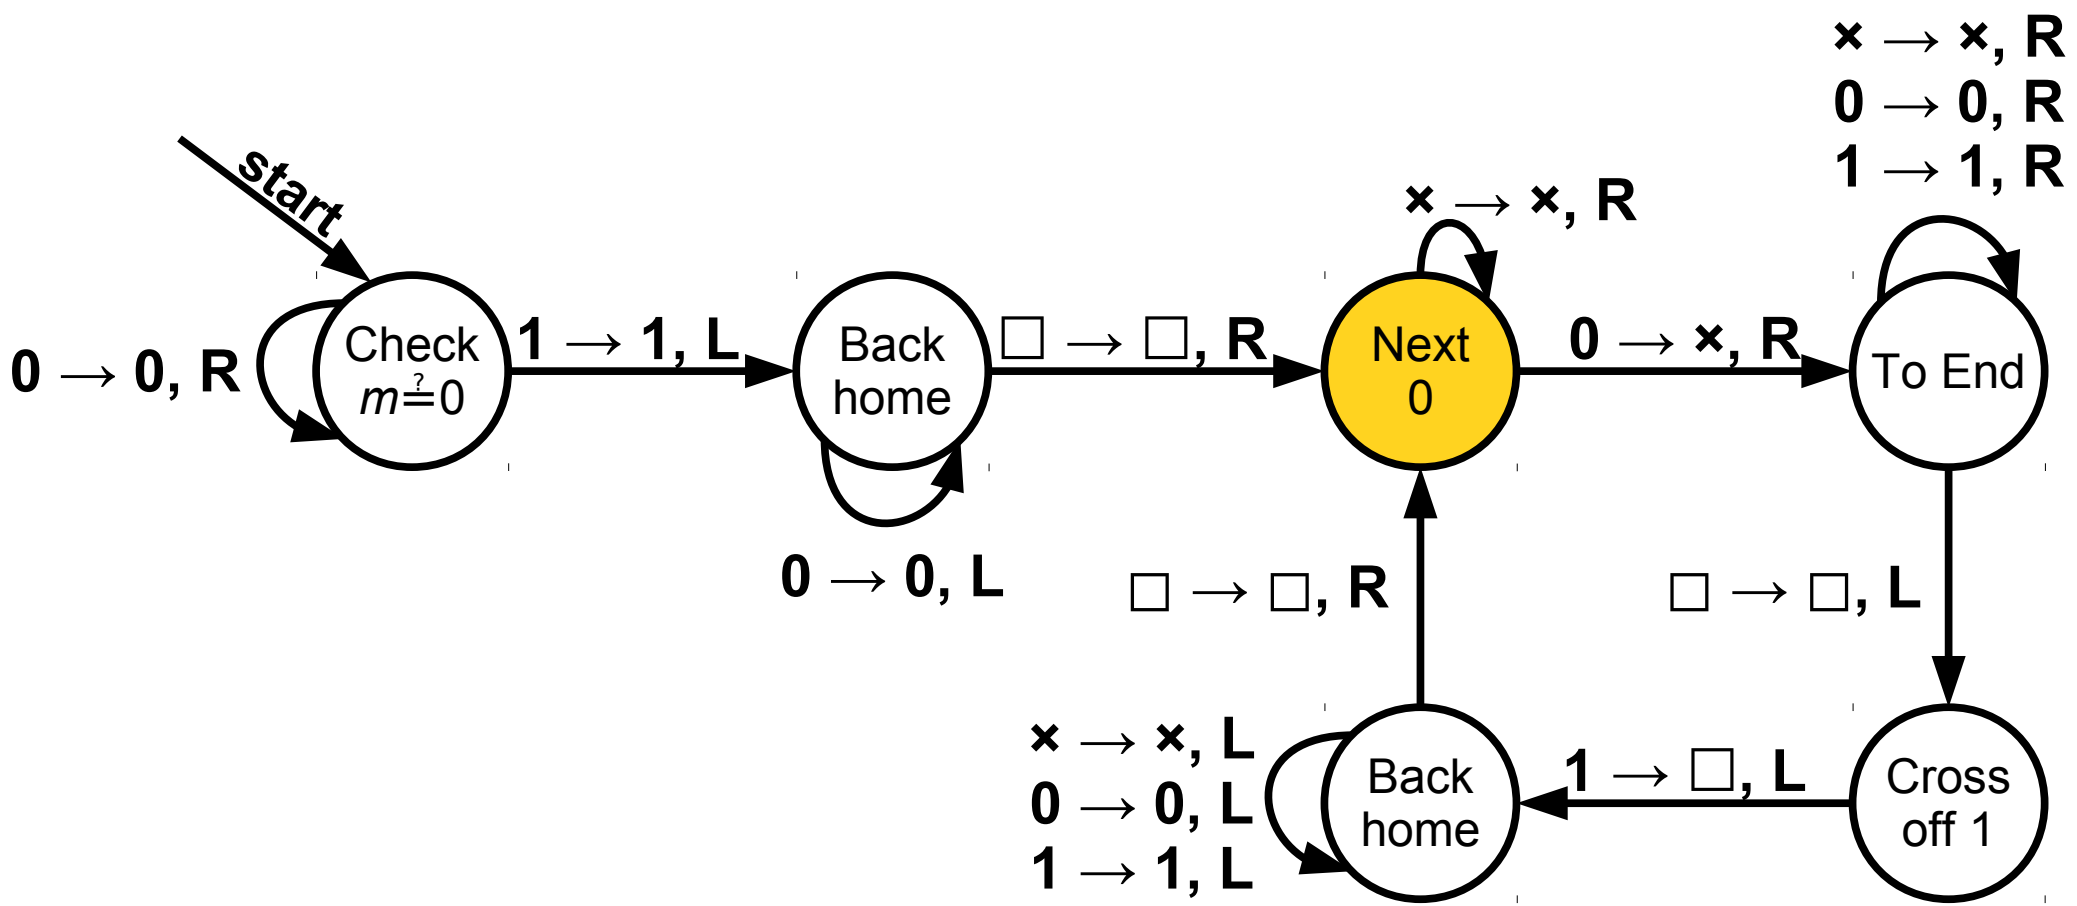 × → ×, R
0 → 0, R
1 → 1, R
start
× → ×, R
0 → 0, R
Check
m≟0
1 → 1, L
Back
home
□ → □, R
Next
0
0 → ×, R
To End
0 → 0, L
□ → □, R
□ → □, L
× → ×, L
0 → 0, L
1 → 1, L
Back
home
1 → □, L
Cross
off 1